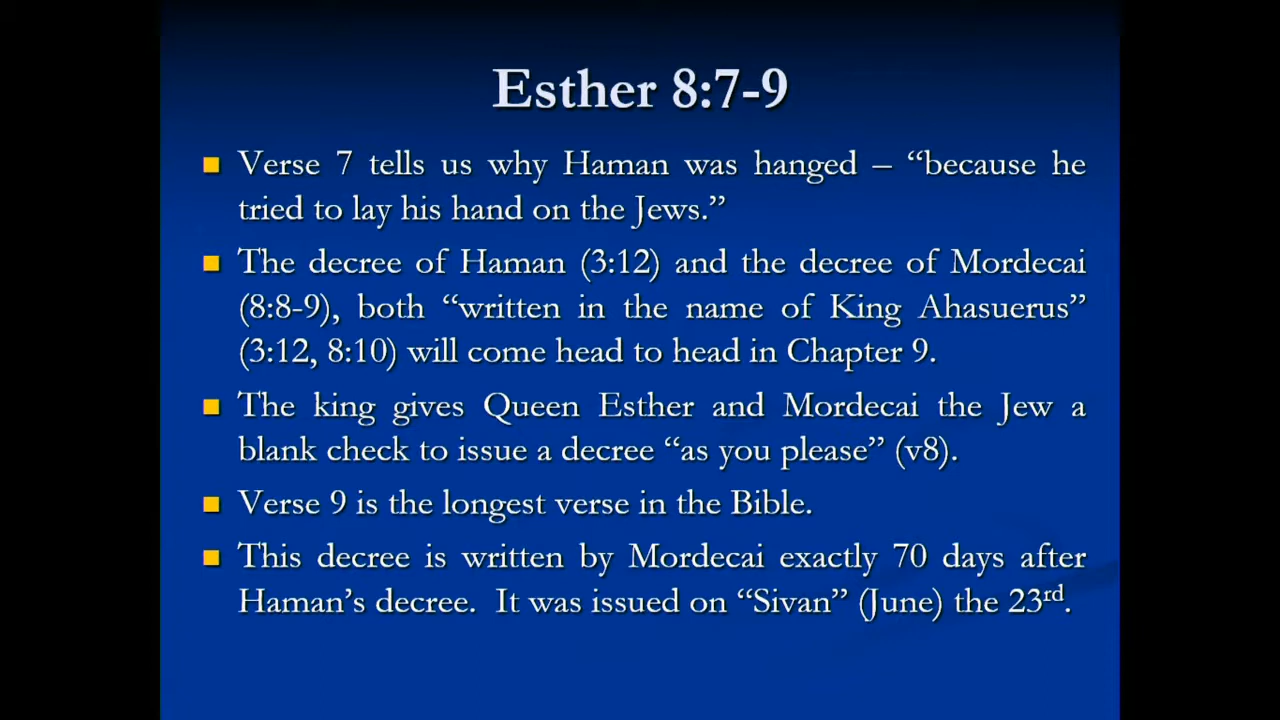 Esther 8:7-9
Verse 7 tells us why Haman was hanged – “because he
tried to lay his hand on the Jews.”
The decree of Haman (3:12) and the decree of Mordecai
(8:8-9), both “written in the name of King Ahasuerus”
(3:12, 8:10) will come head to head in Chapter 9.
The king gives Queen Esther and Mordecai the Jew a
blank check to issue a decree “as you please” (v8).
Verse 9 is the longest verse in the Bible.
This decree is written by Mordecai exactly 70 days after
Haman’s decree.  It was issued on “Sivan” (June) the 23rd.